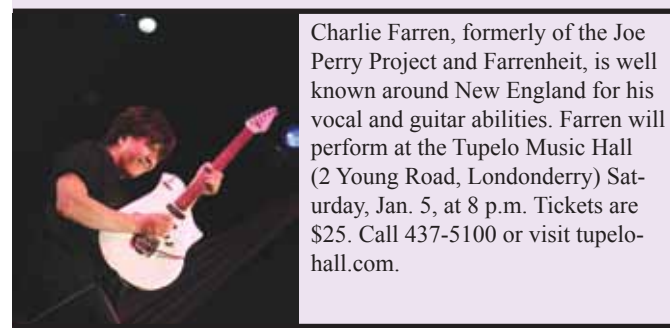 Charlie Farren, formerly of the Joe
Perry Project and Farrenheit, is well
known around New England for his
vocal and guitar abilities. Farren will
perform at the Tupelo Music Hall
(2 Young Road, Londonderry) Sat-
urday, Jan. 5, at 8 p.m. Tickets are
$25. Call 437-5100 or visit tupelo-
hall.com.